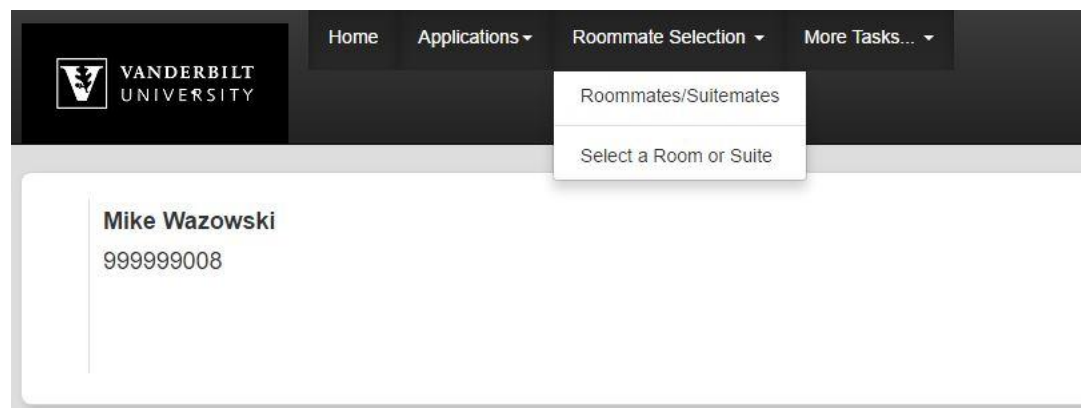 Home Applications Roommate Selection More Tasks...
VANDERBILT
UNIVERSITY
Roommates/Suitemates
Select a Room or Suite
Mike Wazowski
999999008